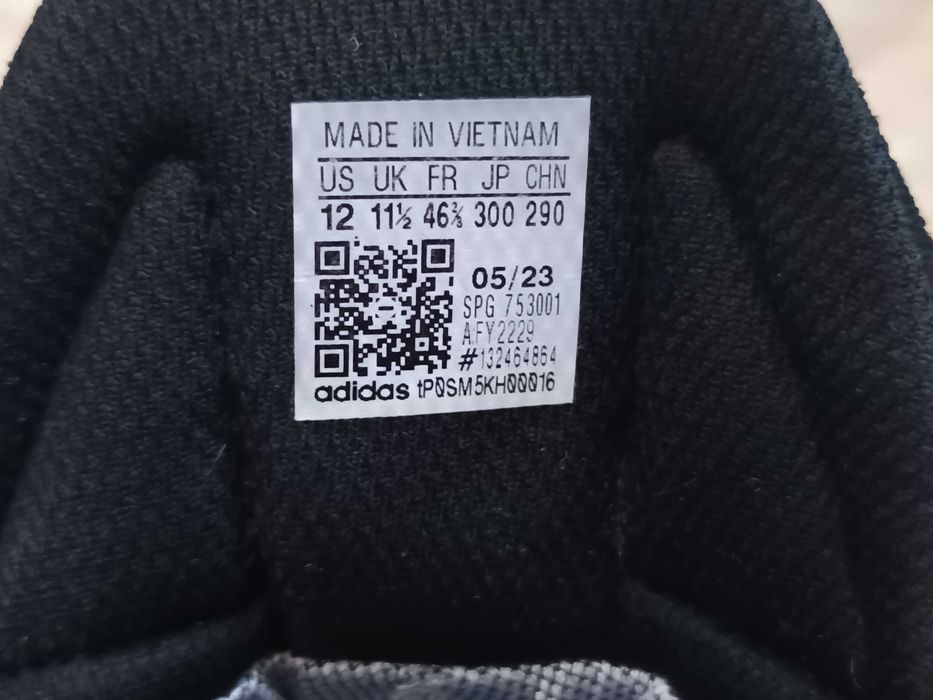 MADE IN VIETNAM
US UK FR JP CHN
12 11½ 46⅔ 300 290
05/23
SPG 753001
AFY2229
#132464864
adidas tP0SM5KH00016